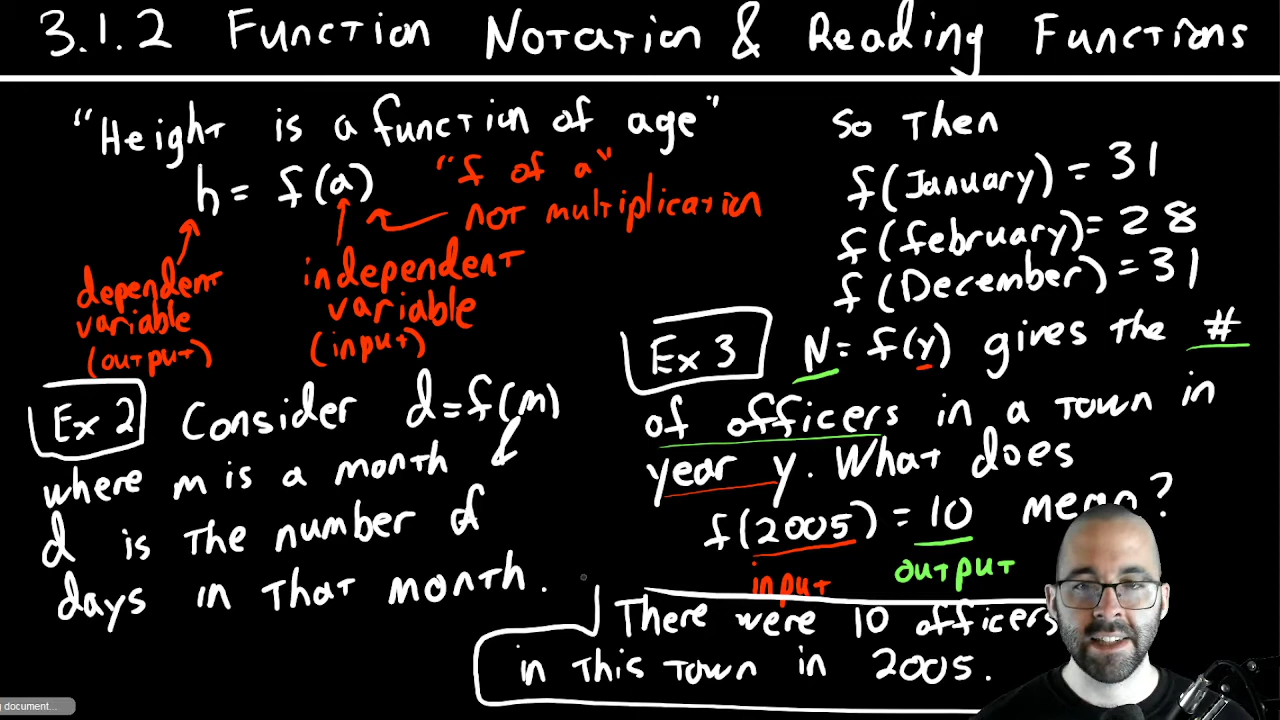 3.1.2 Function Notation & Reading Functions
"Height is a function of age"
h = f(a)
"f of a"
not multiplication
dependent
variable
(output)
independent
variable
(input)
Ex 2 Consider d=f(m)
where m is a month &
d is the number of
days in that month.
So then
f(January) = 31
f(february)= 28
f(December) = 31
Ex 3 N= f(y) gives the #
of officers in a town in
year y. What does
f(2005) = 10 mean?
input output
There were 10 officers
in this town in 2005.
document...